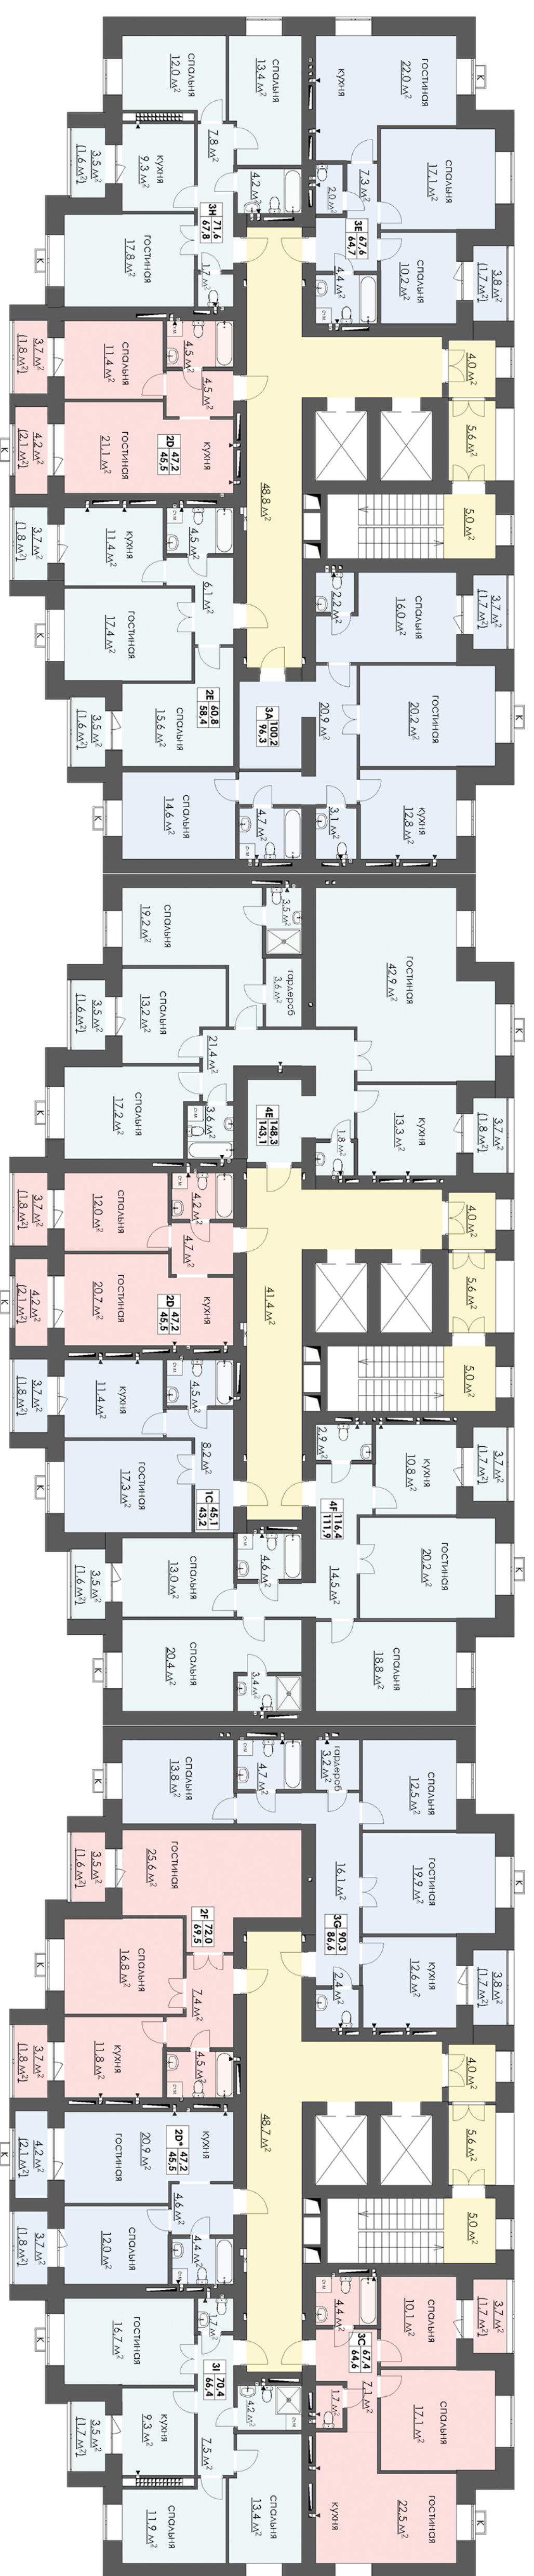 СПАЛЬНЯ
12,0 м²
СПАЛЬНЯ
13,4 м²
КУХНЯ
ГОСТИНАЯ
22,0 м²
К
7,8 м²
3,5 м²
(1,6 м²)
КУХНЯ
9,3 м²
4,2 м²
2,0 м²
7,3 м²
СПАЛЬНЯ
17,1 м²
3Н 71,6
67,8
3Е 67,6
64,7
К
ГОСТИНАЯ
17,8 м²
1,7 м²
4,4 м²
СПАЛЬНЯ
10,2 м²
3,8 м²
(1,7 м²)
3,7 м²
(1,8 м²)
СПАЛЬНЯ
11,4 м²
4,5 м²
4,5 м²
4,0 м²
К
4,2 м²
(2,1 м²)
ГОСТИНАЯ
21,1 м²
2D 47,2
45,5
КУХНЯ
5,6 м²
48,8 м²
5,0 м²
3,7 м²
(1,8 м²)
КУХНЯ
11,4 м²
4,5 м²
6,1 м²
К
ГОСТИНАЯ
17,4 м²
2,2 м²
СПАЛЬНЯ
16,0 м²
3,7 м²
(1,7 м²)
3,5 м²
(1,6 м²)
СПАЛЬНЯ
15,6 м²
2Е 60,8
58,4
3А 100,2
96,3
20,9 м²
ГОСТИНАЯ
20,2 м²
К
К
СПАЛЬНЯ
14,6 м²
4,7 м²
3,1 м²
КУХНЯ
12,8 м²
К
СПАЛЬНЯ
19,2 м²
3,5 м²
ГОСТИНАЯ
42,9 м²
К
3,5 м²
(1,6 м²)
СПАЛЬНЯ
13,2 м²
гардероб
3,6 м²
21,4 м²
К
СПАЛЬНЯ
17,2 м²
3,6 м²
4Е 148,3
143,1
1,8 м²
КУХНЯ
13,3 м²
3,7 м²
(1,8 м²)
3,7 м²
(1,8 м²)
СПАЛЬНЯ
12,0 м²
4,2 м²
4,7 м²
4,0 м²
К
4,2 м²
(2,1 м²)
ГОСТИНАЯ
20,7 м²
2D 47,2
45,5
КУХНЯ
41,4 м²
5,6 м²
5,0 м²
3,7 м²
(1,8 м²)
КУХНЯ
11,4 м²
4,5 м²
8,2 м²
К
ГОСТИНАЯ
17,3 м²
1С 45,1
43,2
2,9 м²
КУХНЯ
10,8 м²
3,7 м²
(1,7 м²)
4F 116,4
111,9
3,5 м²
(1,6 м²)
СПАЛЬНЯ
13,0 м²
4,6 м²
14,5 м²
ГОСТИНАЯ
20,2 м²
К
К
СПАЛЬНЯ
20,4 м²
3,4 м²
СПАЛЬНЯ
18,8 м²
К
СПАЛЬНЯ
13,8 м²
4,7 м²
гардероб
3,2 м²
СПАЛЬНЯ
12,5 м²
3,5 м²
(1,6 м²)
ГОСТИНАЯ
25,6 м²
16,1 м²
ГОСТИНАЯ
19,9 м²
К
2F 72,0
69,5
3G 90,3
86,6
К
СПАЛЬНЯ
16,8 м²
7,4 м²
2,4 м²
КУХНЯ
12,6 м²
3,8 м²
(1,7 м²)
3,7 м²
(1,8 м²)
КУХНЯ
11,8 м²
4,5 м²
4,0 м²
К
4,2 м²
(2,1 м²)
ГОСТИНАЯ
20,9 м²
2D* 47,2
45,5
КУХНЯ
48,7 м²
5,6 м²
5,0 м²
3,7 м²
(1,8 м²)
СПАЛЬНЯ
12,0 м²
4,6 м²
4,4 м²
К
ГОСТИНАЯ
16,7 м²
1,7 м²
3I 70,4
66,4
4,4 м²
3С 67,4
64,6
СПАЛЬНЯ
10,1 м²
3,7 м²
(1,7 м²)
3,5 м²
(1,7 м²)
КУХНЯ
9,3 м²
7,5 м²
4,2 м²
1,7 м²
7,1 м²
СПАЛЬНЯ
17,1 м²
СПАЛЬНЯ
11,9 м²
СПАЛЬНЯ
13,4 м²
КУХНЯ
ГОСТИНАЯ
22,5 м²
К